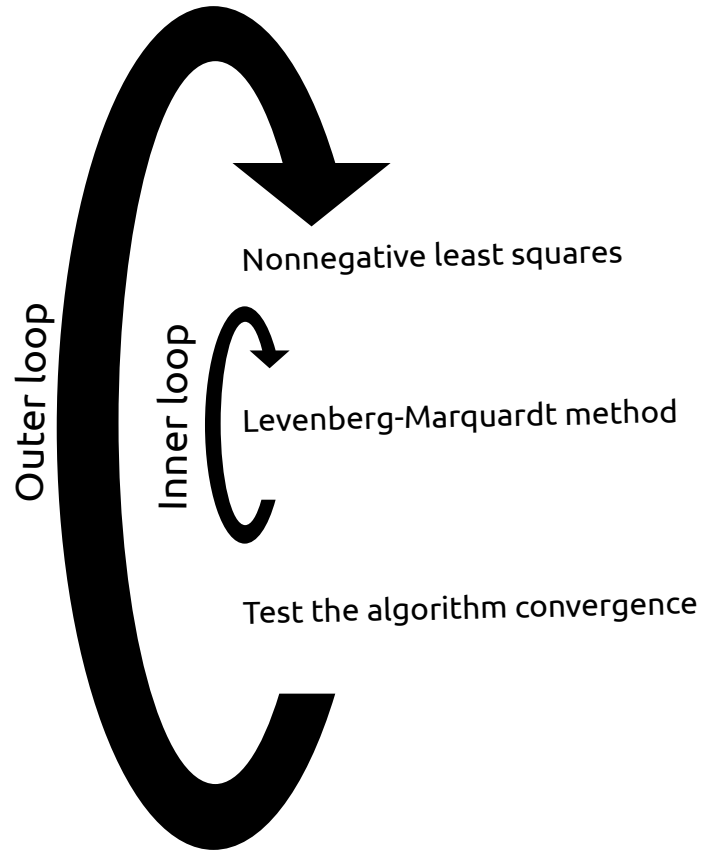 Nonnegative least squares
Outer loop
Inner loop
Levenberg-Marquardt method
Test the algorithm convergence